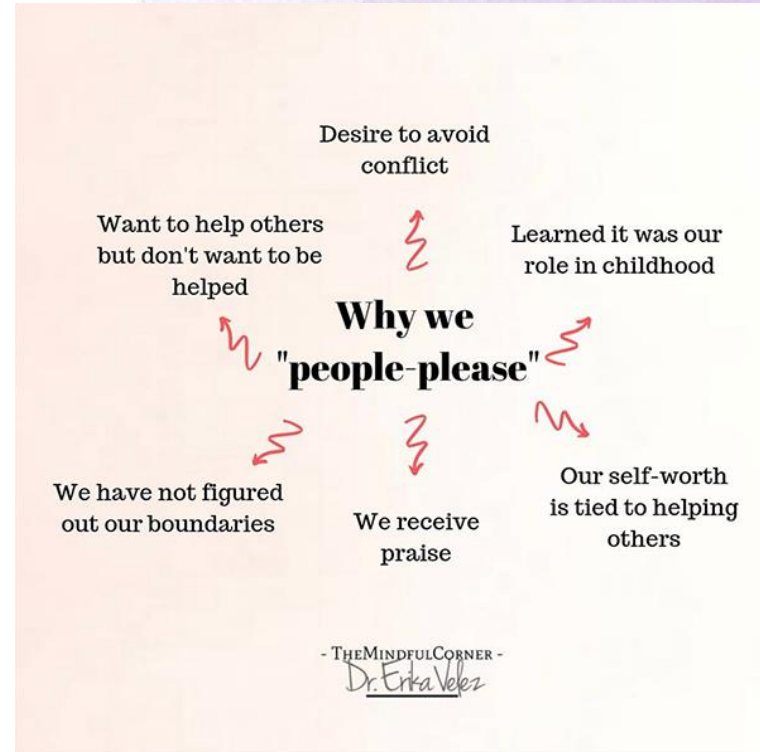 Desire to avoid
conflict
Want to help others
but don't want to be
helped
Learned it was our
role in childhood
Why we
"people-please"
We have not figured
out our boundaries
We receive
praise
Our self-worth
is tied to helping
others
- THEMINDFULCORNER -
Dr. Erika Velez